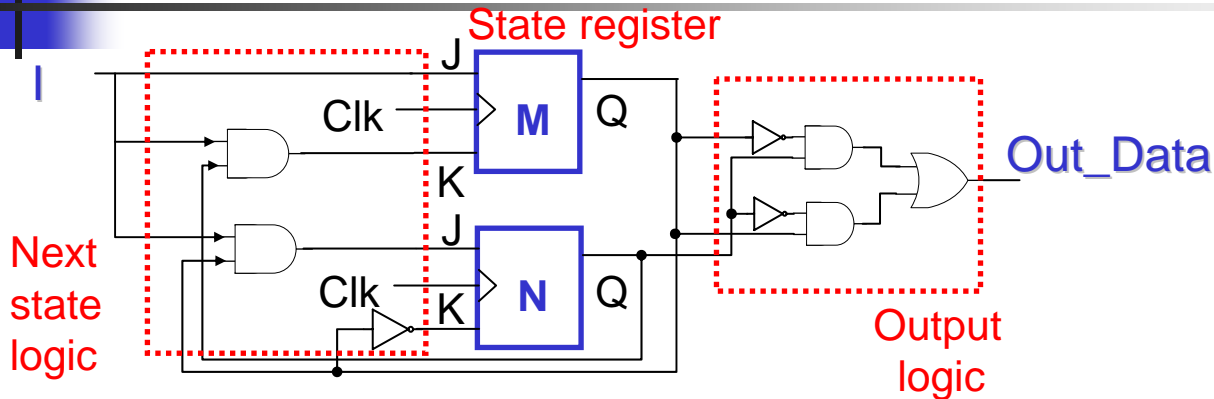 State register
I
J
Clk
M
Q
K
Out_Data
J
Next
state
logic
Clk
K
N
Q
Output
logic